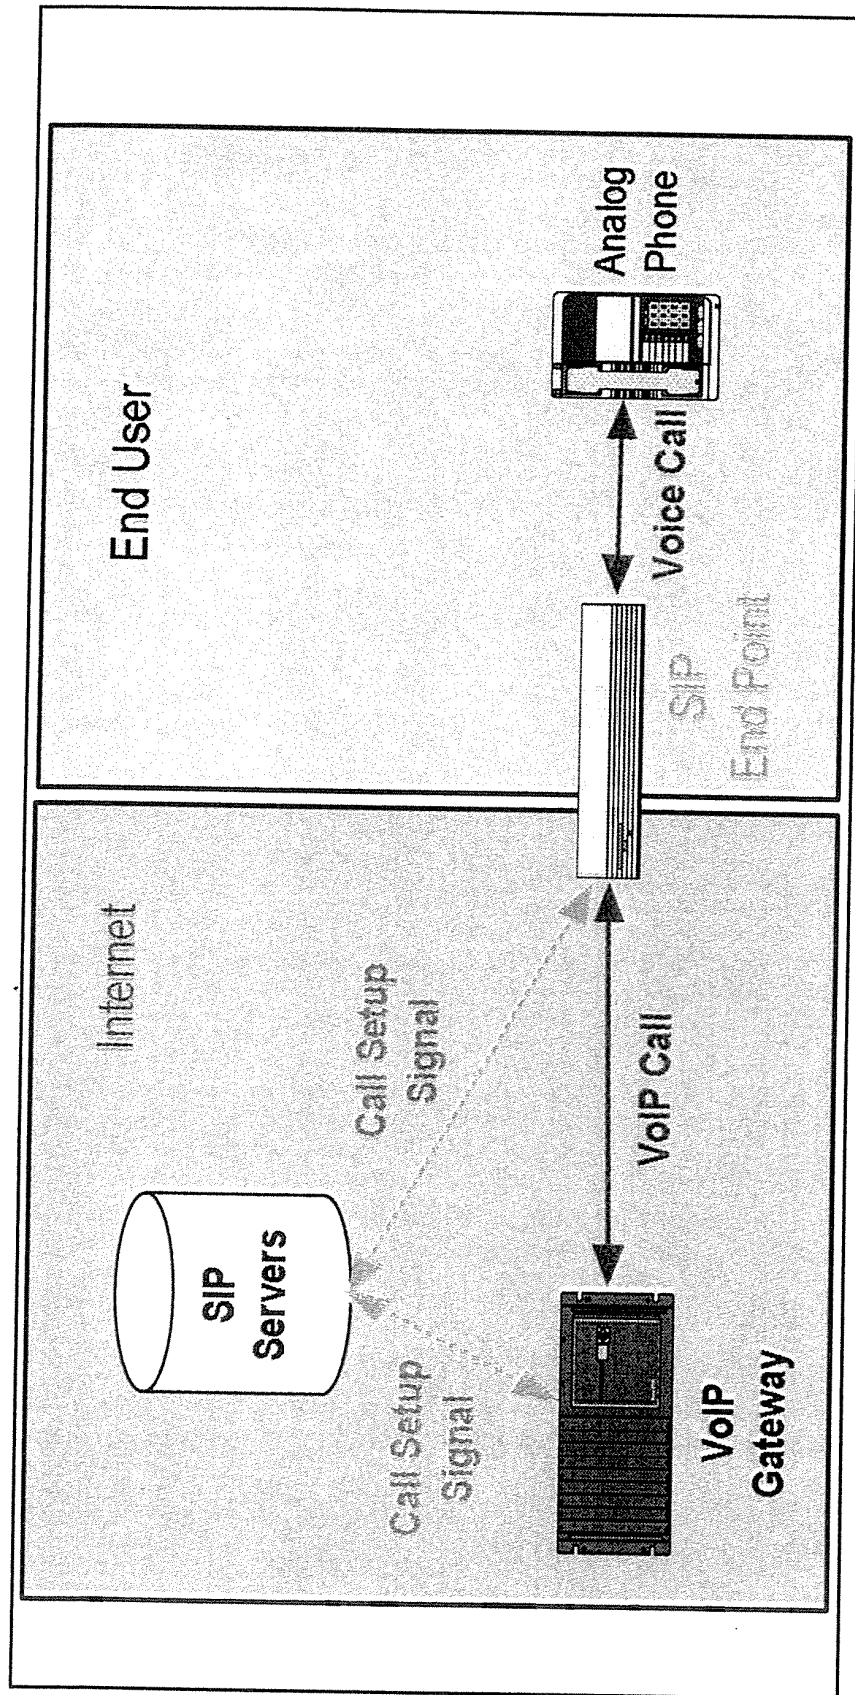 Internet
End User
SIP
Servers
Call Setup
Signal
Call Setup
Signal
VoIP Call
Voice Call
VoIP
Gateway
SIP
End Point
Analog
Phone